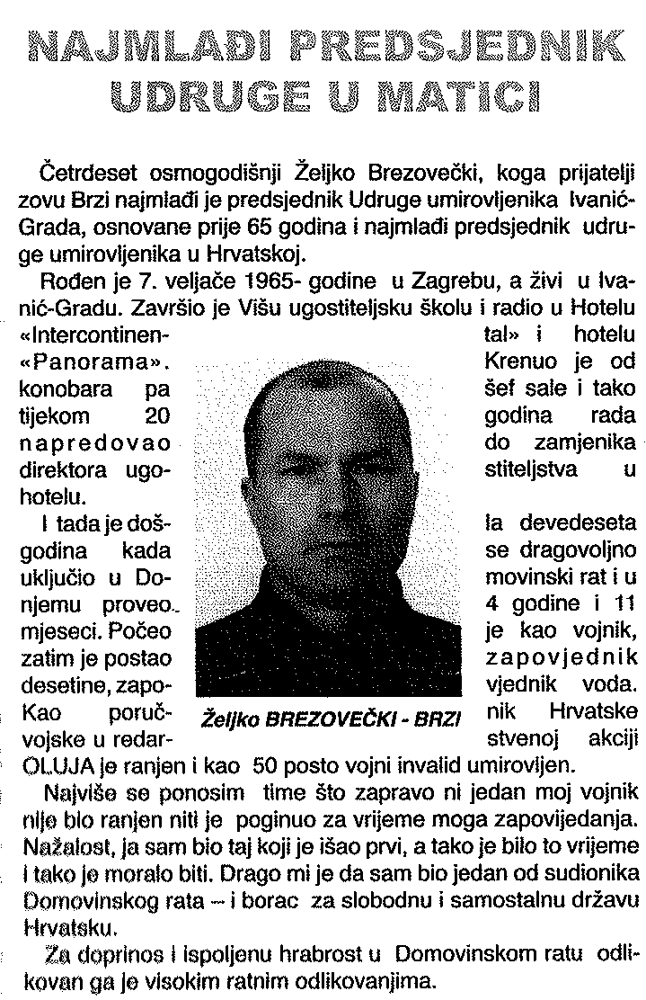 NAJMLAĐI PREDSJEDNIK
UDRUGE U MATICI
Četrdeset osmogodišnji Željko Brezovečki, koga prijatelji
zovu Brzi najmlađi je predsjednik Udruge umirovljenika Ivanić-
Grada, osnovane prije 65 godina i najmlađi predsjednik udru-
ge umirovljenika u Hrvatskoj.
Rođen je 7. veljače 1965- godine u Zagrebu, a živi u Iva-
nić-Gradu. Završio je Višu ugostiteljsku školu i radio u Hotelu
«Intercontinen- tal» i hotelu
«Panorama». Krenuo je od
konobara pa šef sale i tako
tijekom 20 godina rada
napredovao do zamjenika
direktora ugo- stiteljstva u
hotelu.
I tada je doš- la devedeseta
godina kada se dragovoljno
uključio u Do- movinski rat i u
njemu proveo.. 4 godine i 11
mjeseci. Počeo je kao vojnik,
zatim je postao zapovjednik
desetine, zapo- vjednik voda.
Kao poruč- nik Hrvatske
vojske u redar- stvenoj akciji
Željko BREZOVEČKI - BRZI
OLUJA je ranjen i kao 50 posto vojni invalid umirovljen.
Najviše se ponosim time što zapravo ni jedan moj vojnik
nije bio ranjen niti je poginuo za vrijeme moga zapovijedanja.
Nažalost, ja sam bio taj koji je išao prvi, a tako je bilo to vrijeme
i tako je moralo biti. Drago mi je da sam bio jedan od sudionika
Domovinskog rata – i borac za slobodnu i samostalnu državu
Hrvatsku.
Za doprinos i ispoljenu hrabrost u Domovinskom ratu odli-
kovan ga je visokim ratnim odlikovanjima.